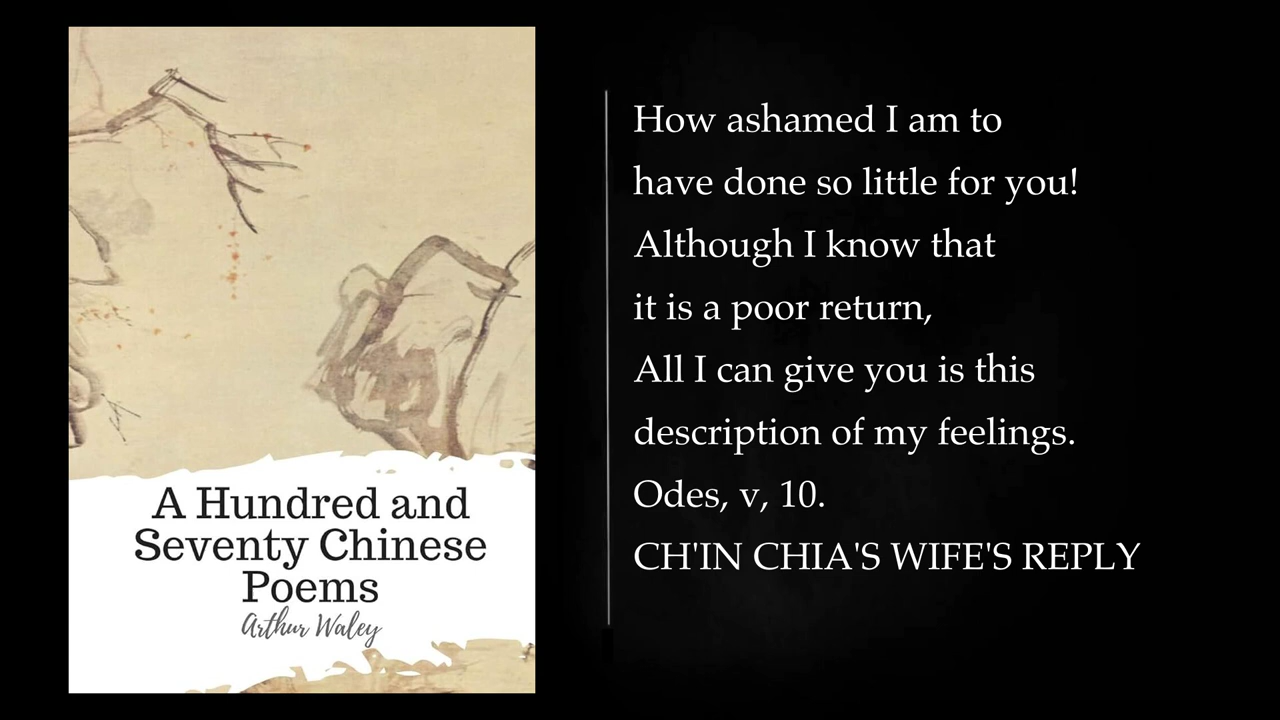 A Hundred and
Seventy Chinese
Poems
Arthur Waley
How ashamed I am to
have done so little for you!
Although I know that
it is a poor return,
All I can give you is this
description of my feelings.
Odes, v, 10.
CH'IN CHIA'S WIFE'S REPLY